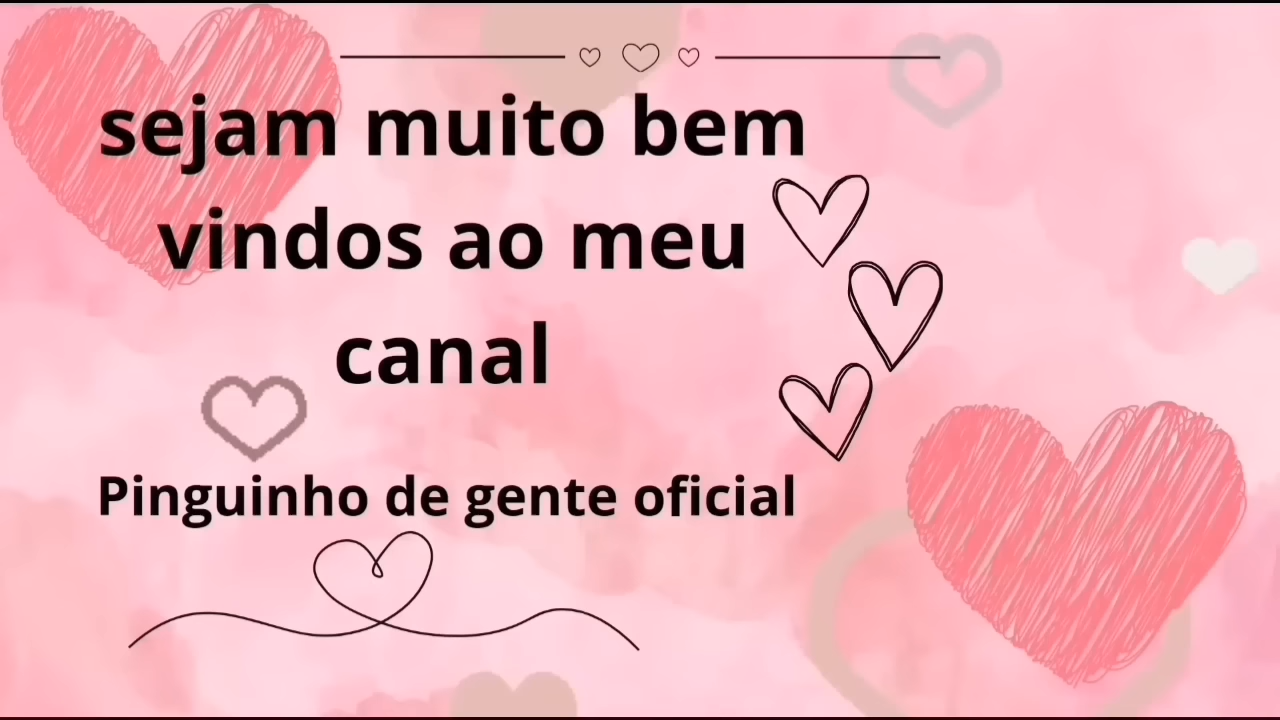 sejam muito bem
vindos ao meu
canal
Pinguinho de gente oficial